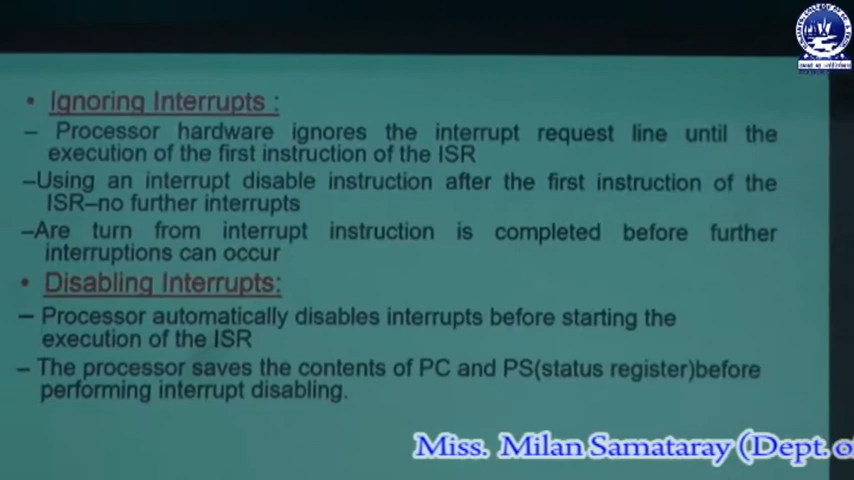 • Ignoring Interrupts :
– Processor hardware ignores the interrupt request line until the
execution of the first instruction of the ISR
–Using an interrupt disable instruction after the first instruction of the
ISR–no further interrupts
–Are turn from interrupt instruction is completed before further
interruptions can occur
• Disabling Interrupts:
– Processor automatically disables interrupts before starting the
execution of the ISR
– The processor saves the contents of PC and PS(status register)before
performing interrupt disabling.
Miss. Milan Samataray (Dept. of